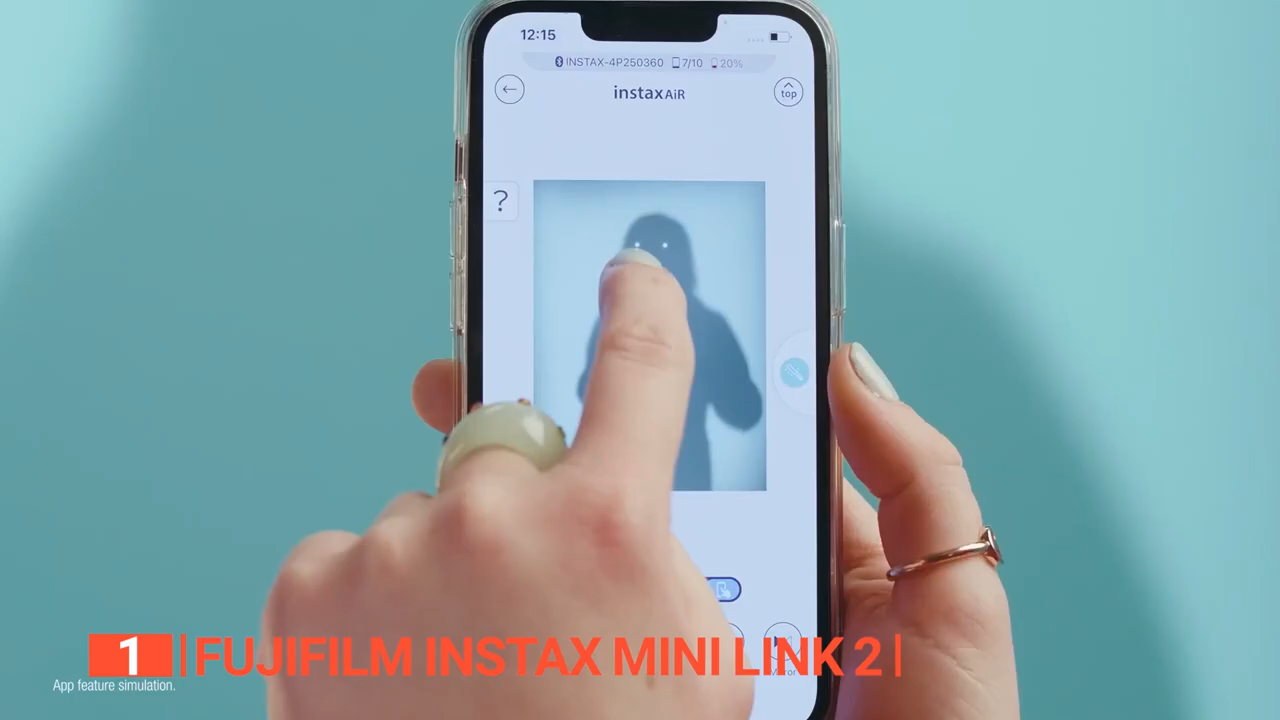 12:15
INSTAX-4P250360 7/10 20%
instax AiR
top
?
1 FUJIFILM INSTAX MINI LINK 2
App feature simulation.